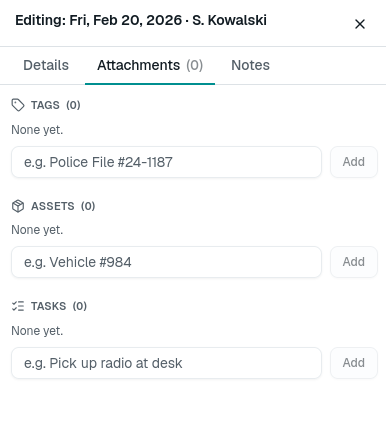 Editing: Fri, Feb 20, 2026 · S. Kowalski
Details Attachments (0) Notes
TAGS (0)
None yet.
e.g. Police File #24-1187 Add
ASSETS (0)
None yet.
e.g. Vehicle #984 Add
TASKS (0)
None yet.
e.g. Pick up radio at desk Add